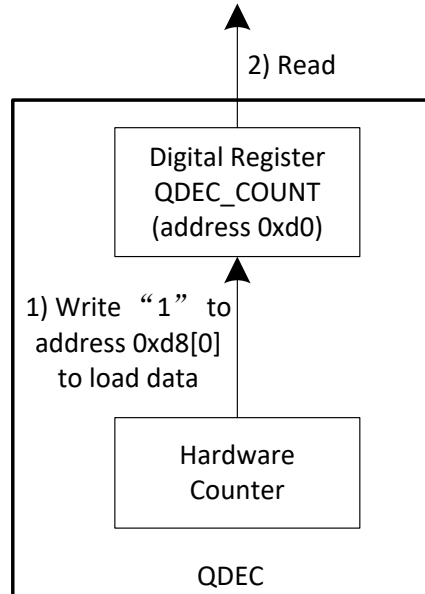 2) Read
Digital Register
QDEC_COUNT
(address 0xd0)
1) Write “1” to
address 0xd8[0]
to load data
Hardware
Counter
QDEC